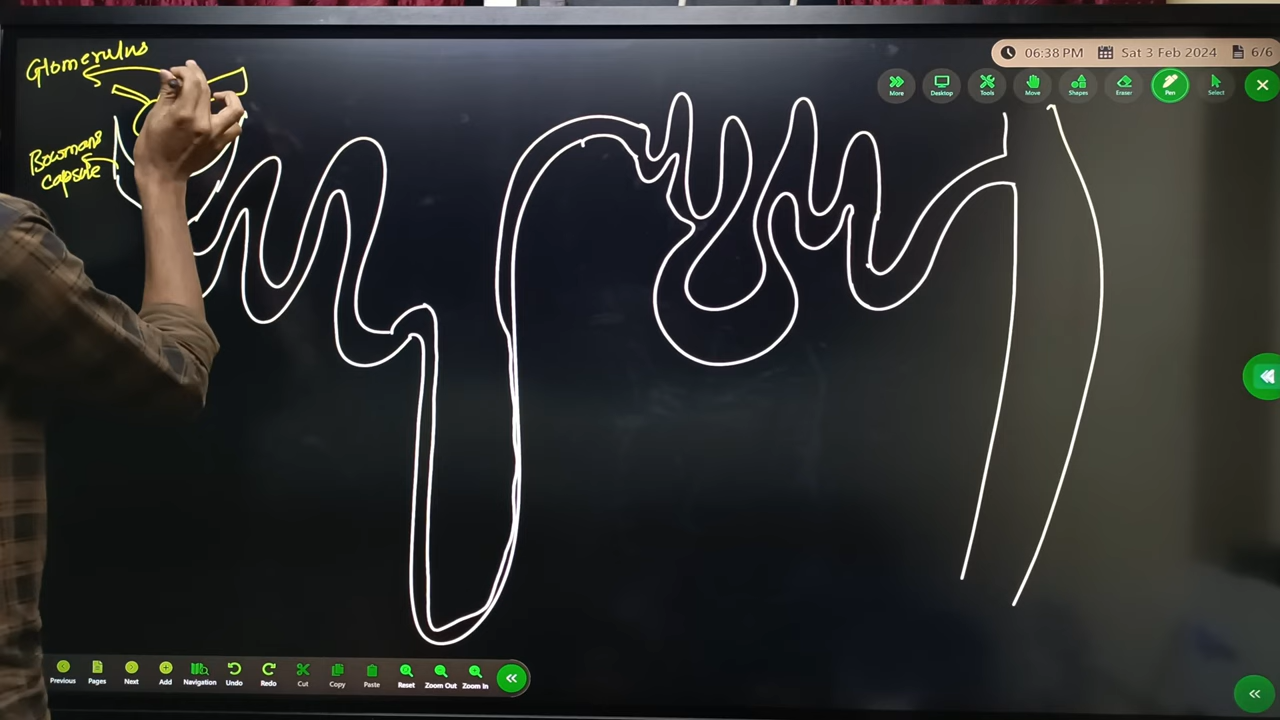 Glomerulus
06:38 PM Sat 3 Feb 2024 6/6
More Desktop Tools Move Shapes Eraser Pen Select
Bowmans
capsule
Previous Pages Next Add Navigation Undo Redo Cut Copy Paste Reset Zoom Out Zoom In